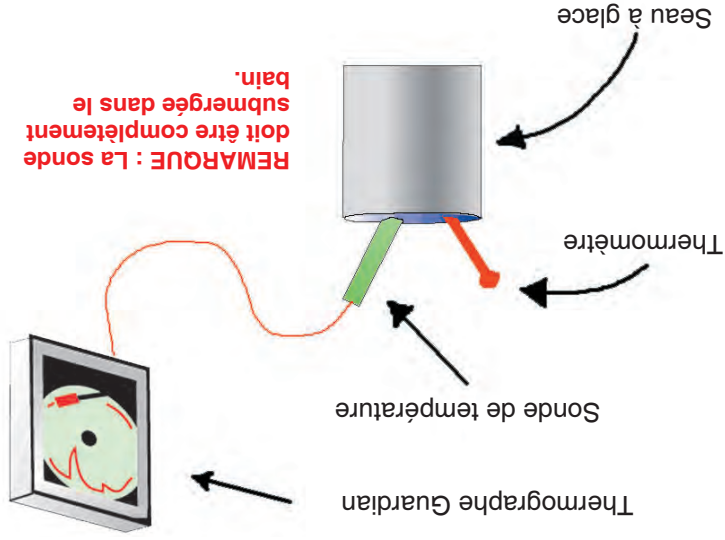 Thermographe Guardian
Sonde de température
Thermomètre
REMARQUE : La sonde
doit être complètement
submergée dans le
bain.
Seau à glace